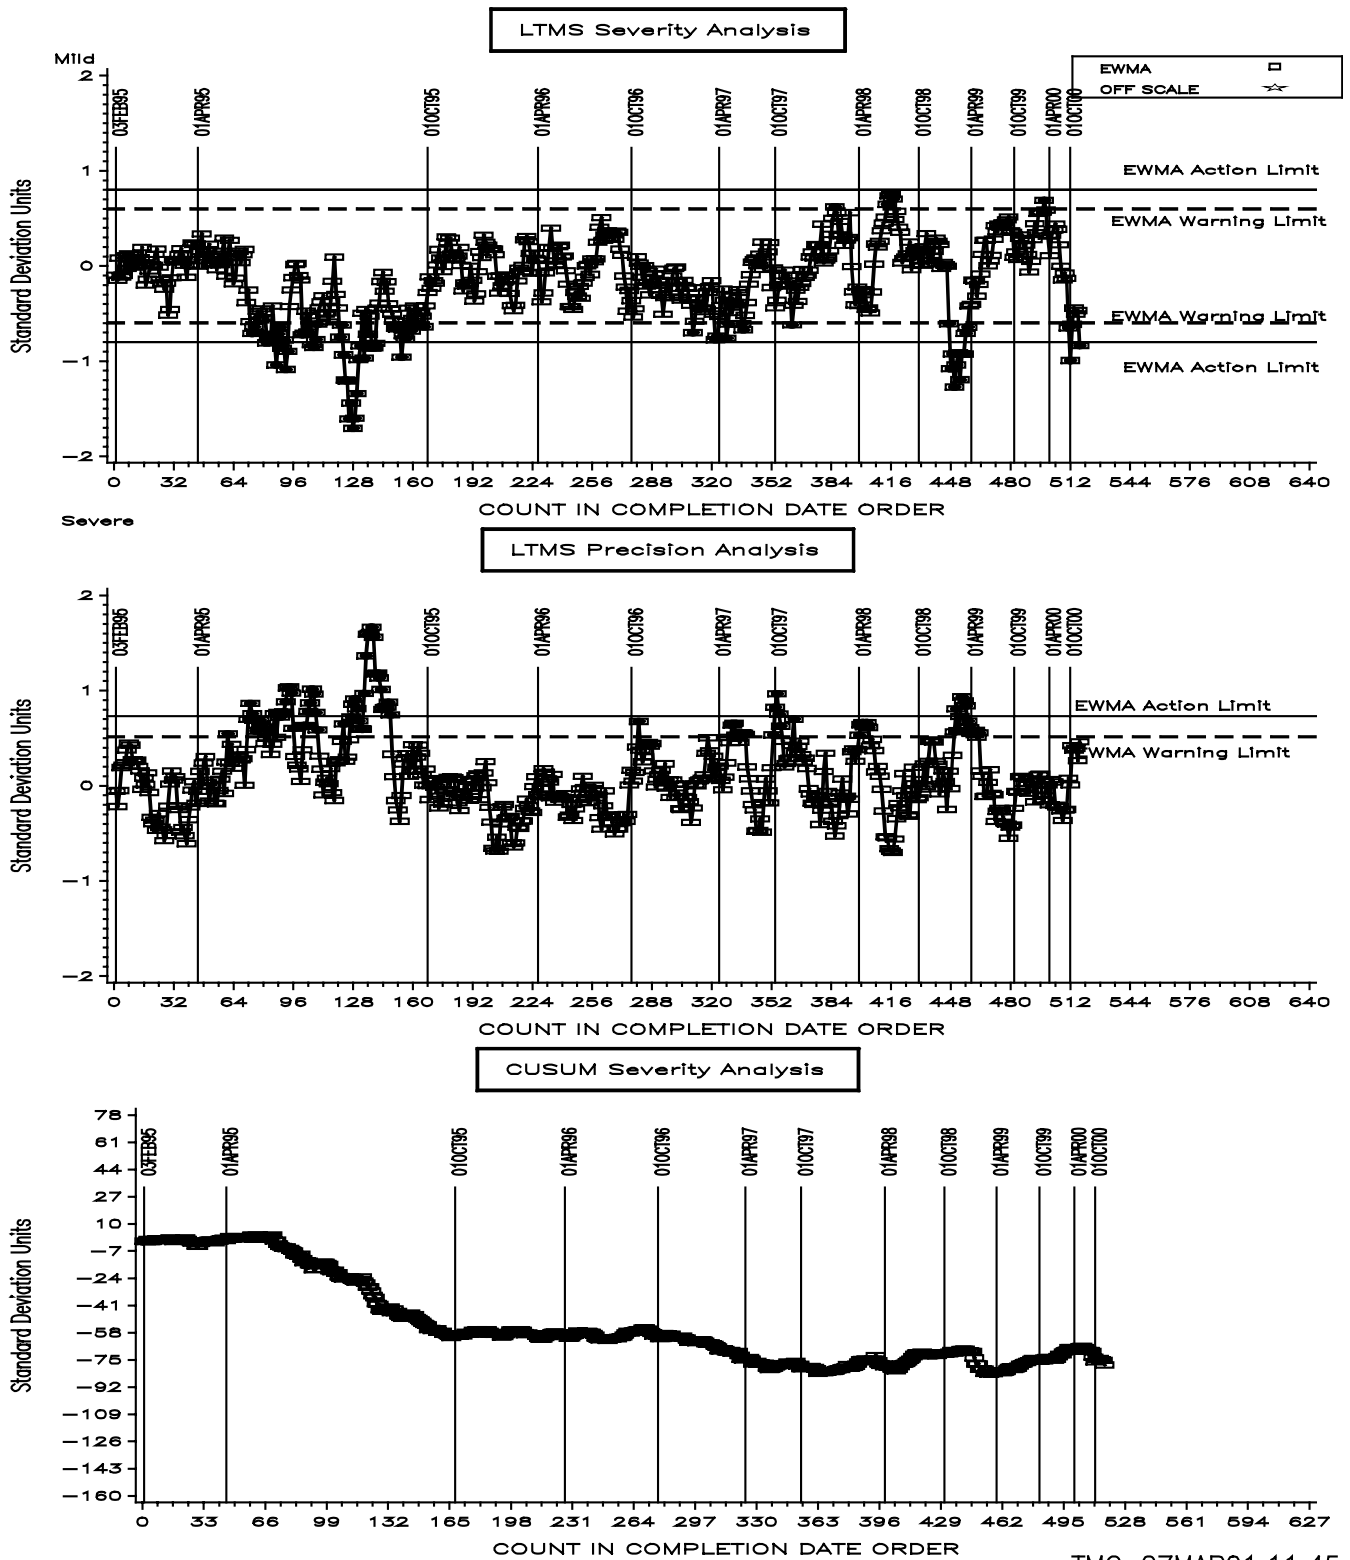 LTMS Severity Analysis
Mild
EWMA
OFF SCALE
2
1
0
−1
−2
Standard Deviation Units
03FEB95 01APR95 01OCT95 01APR96 01OCT96 01APR97 01OCT97 01APR98 01OCT98 01APR99 01OCT99 01APR00 01OCT00
EWMA Action Limit
EWMA Warning Limit
EWMA Warning Limit
EWMA Action Limit
0 32 64 96 128 160 192 224 256 288 320 352 384 416 448 480 512 544 576 608 640
COUNT IN COMPLETION DATE ORDER
Severe
LTMS Precision Analysis
2
1
0
−1
−2
Standard Deviation Units
03FEB95 01APR95 01OCT95 01APR96 01OCT96 01APR97 01OCT97 01APR98 01OCT98 01APR99 01OCT99 01APR00 01OCT00
EWMA Action Limit
EWMA Warning Limit
0 32 64 96 128 160 192 224 256 288 320 352 384 416 448 480 512 544 576 608 640
COUNT IN COMPLETION DATE ORDER
CUSUM Severity Analysis
78
61
44
27
10
−7
−24
−41
−58
−75
−92
−109
−126
−143
−160
Standard Deviation Units
03FEB95 01APR95 01OCT95 01APR96 01OCT96 01APR97 01OCT97 01APR98 01OCT98 01APR99 01OCT99 01APR00 01OCT00
0 33 66 99 132 165 198 231 264 297 330 363 396 429 462 495 528 561 594 627
COUNT IN COMPLETION DATE ORDER